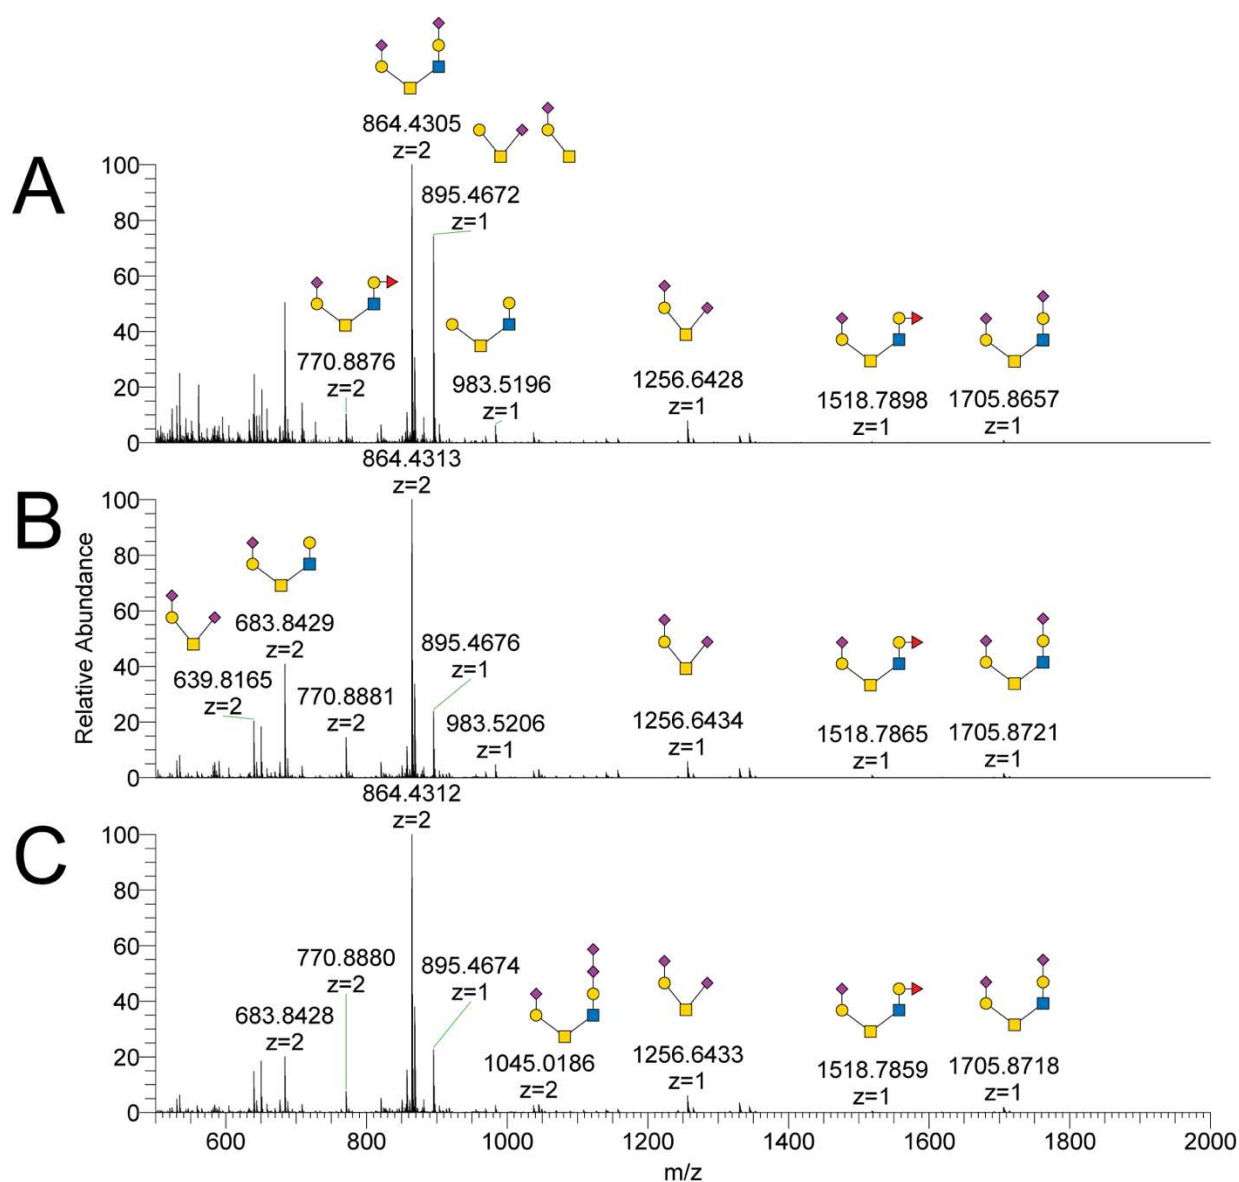 A
864.4305
z=2
895.4672
z=1
770.8876
z=2
983.5196
z=1
1256.6428
z=1
1518.7898
z=1
1705.8657
z=1
100
80
60
40
20
0
B
864.4313
z=2
683.8429
z=2
639.8165
z=2
770.8881
z=2
895.4676
z=1
983.5206
z=1
1256.6434
z=1
1518.7865
z=1
1705.8721
z=1
100
80
60
40
20
0
Relative Abundance
C
864.4312
z=2
770.8880
z=2
895.4674
z=1
683.8428
z=2
1045.0186
z=2
1256.6433
z=1
1518.7859
z=1
1705.8718
z=1
100
80
60
40
20
0
600 800 1000 1200 1400 1600 1800 2000
m/z